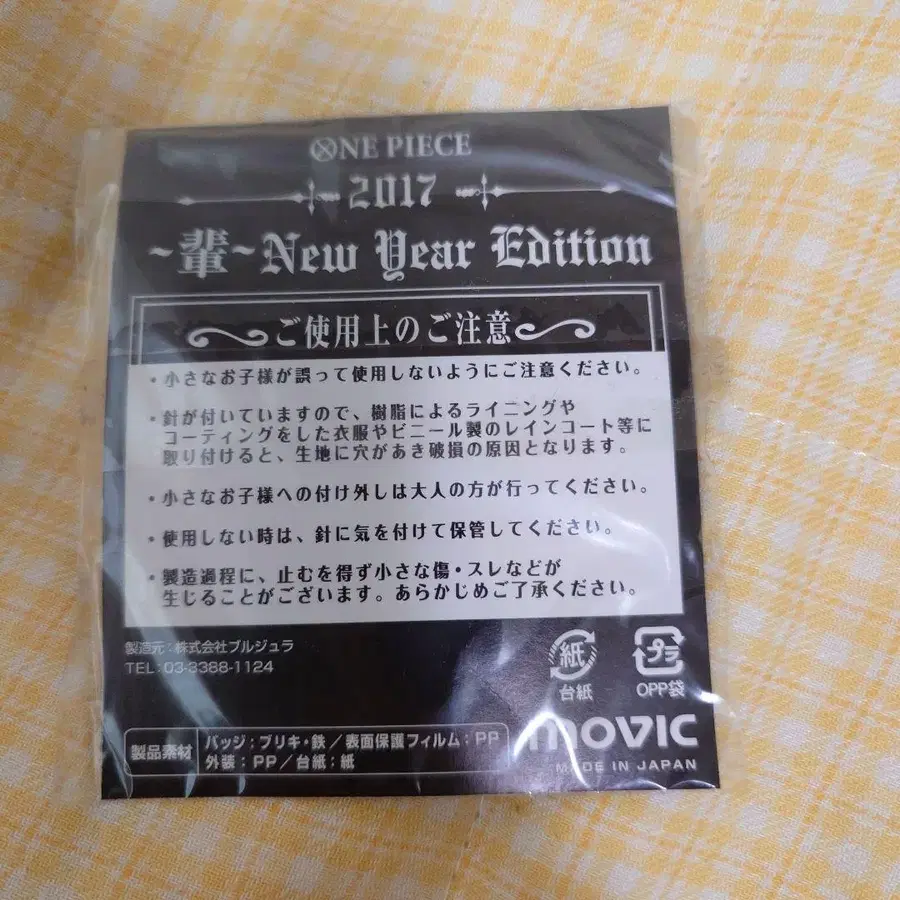 ONE PIECE
2017
~輩~New Year Edition
ご使用上のご注意
・小さなお子様が誤って使用しないようにご注意ください。
・針が付いていますので、樹脂によるライニングや
コーティングをした衣服やビニール製のレインコート等に
取り付けると、生地に穴があき破損の原因となります。
・小さなお子様への付け外しは大人の方が行ってください。
・使用しない時は、針に気を付けて保管してください。
・製造過程に、止むを得ず小さな傷・スレなどが
生じることがございます。あらかじめご了承ください。
製造元：株式会社ブルジュラ
TEL：03-3388-1124
紙
台紙
プラ
OPP袋
製品素材
バッジ：ブリキ・鉄／表面保護フィルム：PP
外装：PP／台紙：紙
movic
MADE IN JAPAN